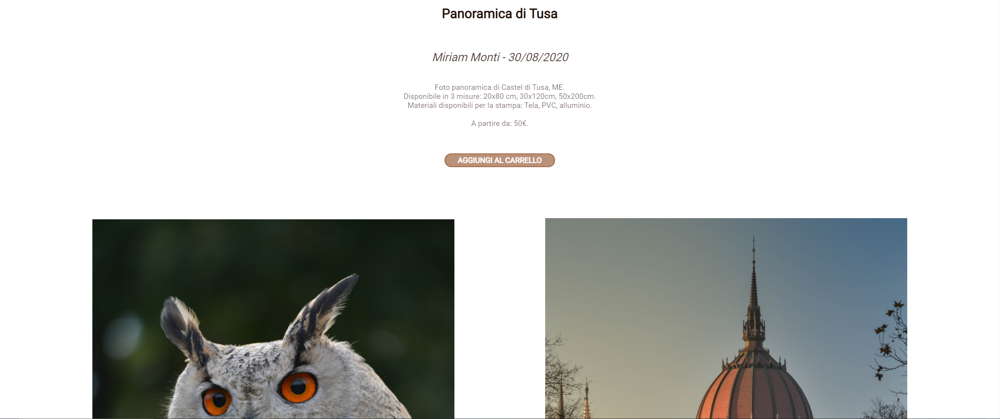 Panoramica di Tusa
Miriam Monti - 30/08/2020
Foto panoramica di Castel di Tusa, ME.
Disponibile in 3 misure: 20x80 cm, 30x120cm, 50x200cm.
Materiali disponibili per la stampa: Tela, PVC, alluminio.
A partire da: 50€.
AGGIUNGI AL CARRELLO